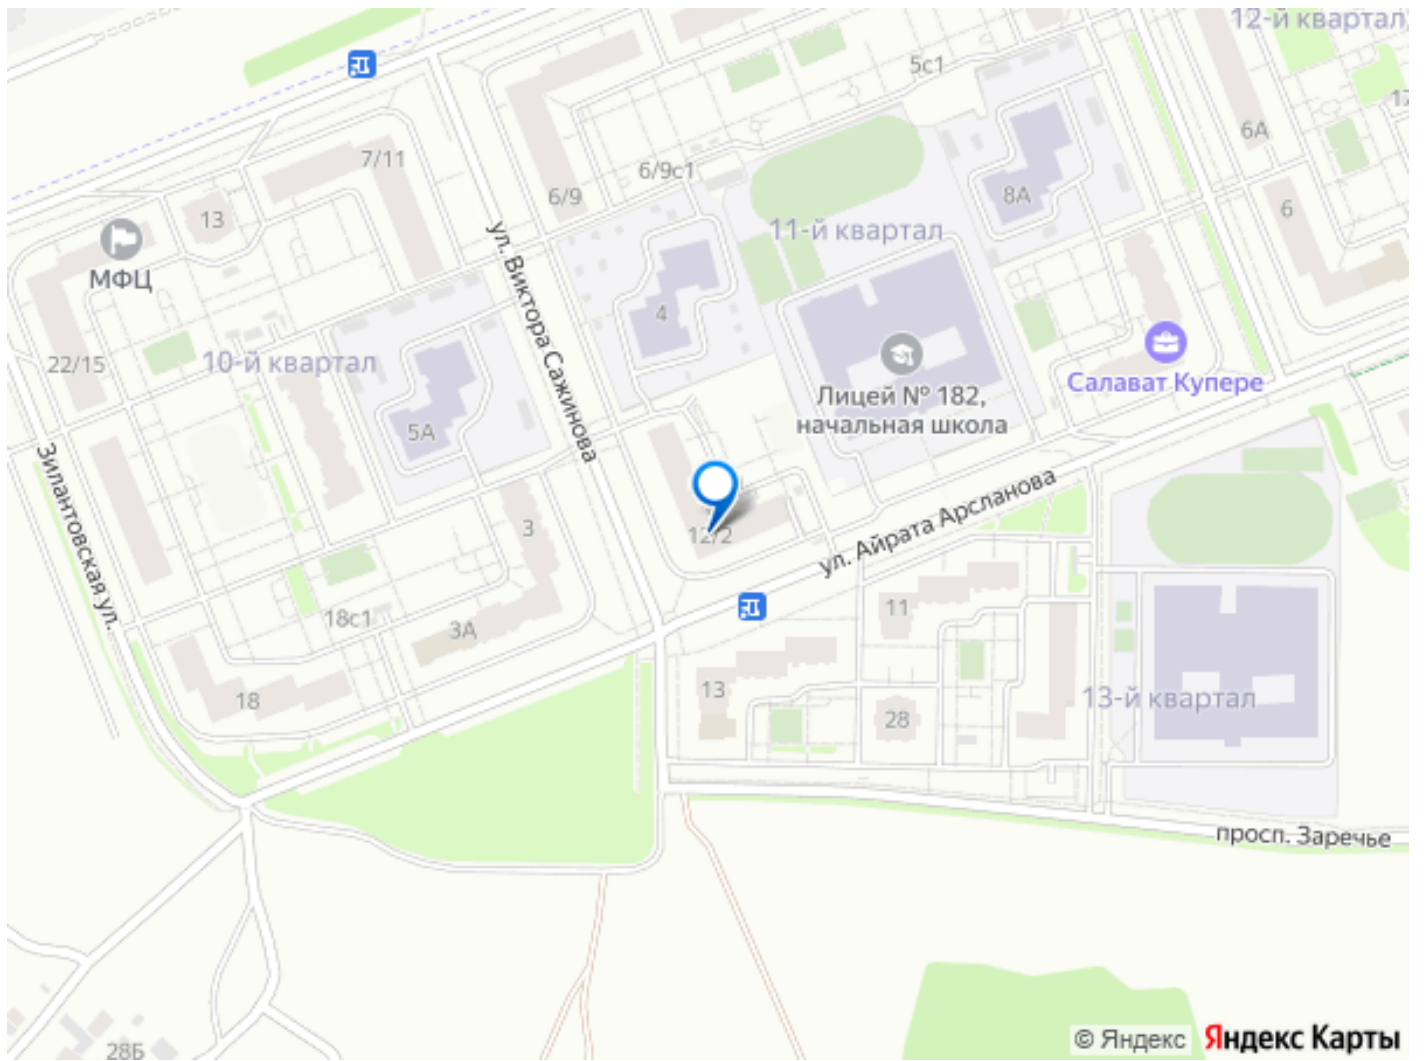 12-й квартал
5с1
7/11
6А
6/9с1
6/9
8А
13
6
11-й квартал
МФЦ
ул. Виктора Сажинова
4
22/15
10-й квартал
Салават Купере
Лицей № 182,
начальная школа
5А
Зилантовская ул.
3
12/2
ул. Айрата Арсланова
18с1
3А
11
18
13
28
13-й квартал
просп. Заречье
28Б
© Яндекс
Яндекс Карты